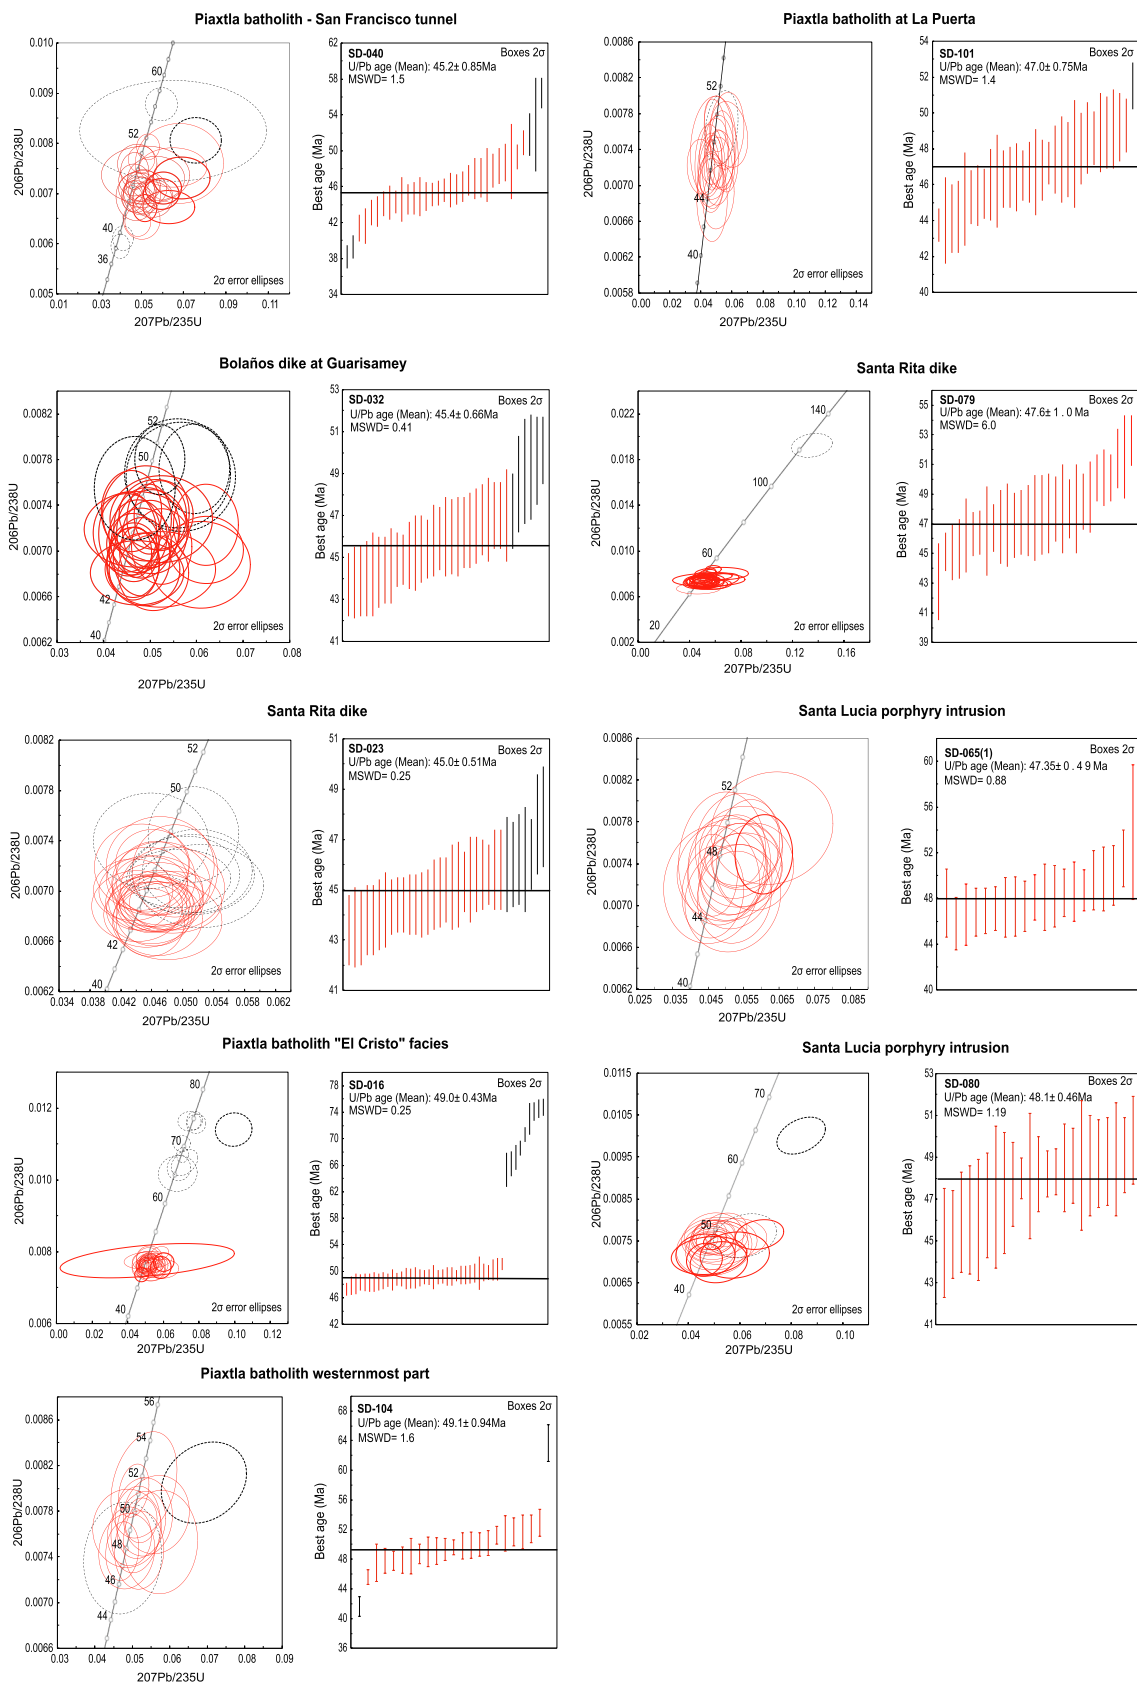 Piaxtla batholith - San Francisco tunnel
0.010
0.009
0.008
0.007
0.006
0.005
206Pb/238U
60
52
40
36
2σ error ellipses
0.01
0.03
0.05
0.07
0.09
0.11
207Pb/235U
62
58
54
50
46
42
38
34
Best age (Ma)
SD-040
Boxes 2σ
U/Pb age (Mean): 45.2± 0.85Ma
MSWD= 1.5
Piaxtla batholith at La Puerta
0.0086
0.0082
0.0078
0.0074
0.0070
0.0066
0.0062
0.0058
206Pb/238U
52
44
40
2σ error ellipses
0.00
0.02
0.04
0.06
0.08
0.10
0.12
0.14
207Pb/235U
54
52
50
48
46
44
42
40
Best age (Ma)
SD-101
Boxes 2σ
U/Pb age (Mean): 47.0± 0.75Ma
MSWD= 1.4
Bolaños dike at Guarisamey
0.0082
0.0078
0.0074
0.0070
0.0066
0.0062
206Pb/238U
52
50
42
40
2σ error ellipses
0.03
0.04
0.05
0.06
0.07
0.08
207Pb/235U
53
51
49
47
45
43
41
Best age (Ma)
SD-032
Boxes 2σ
U/Pb age (Mean): 45.4± 0.66Ma
MSWD= 0.41
Santa Rita dike
0.022
0.018
0.014
0.010
0.006
0.002
206Pb/238U
140
100
60
20
2σ error ellipses
0.00
0.04
0.08
0.12
0.16
207Pb/235U
57
55
53
51
49
47
45
43
41
39
Best age (Ma)
SD-079
Boxes 2σ
U/Pb age (Mean): 47.6± 1 . 0 Ma
MSWD= 6.0
Santa Rita dike
0.0082
0.0078
0.0074
0.0070
0.0066
0.0062
206Pb/238U
52
50
42
40
2σ error ellipses
0.034
0.038
0.042
0.046
0.050
0.054
0.058
0.062
207Pb/235U
51
49
47
45
43
41
Best age (Ma)
SD-023
Boxes 2σ
U/Pb age (Mean): 45.0± 0.51Ma
MSWD= 0.25
Santa Lucia porphyry intrusion
0.0086
0.0082
0.0078
0.0074
0.0070
0.0066
0.0062
206Pb/238U
52
48
44
40
2σ error ellipses
0.025
0.035
0.045
0.055
0.065
0.075
0.085
207Pb/235U
60
56
52
48
44
40
Best age (Ma)
SD-065(1)
Boxes 2σ
U/Pb age (Mean): 47.35± 0 . 4 9 Ma
MSWD= 0.88
Piaxtla batholith "El Cristo" facies
0.012
0.010
0.008
0.006
206Pb/238U
80
70
60
40
2σ error ellipses
0.00
0.02
0.04
0.06
0.08
0.10
0.12
207Pb/235U
78
74
70
66
62
58
54
50
46
42
Best age (Ma)
SD-016
Boxes 2σ
U/Pb age (Mean): 49.0± 0.43Ma
MSWD= 0.25
Santa Lucia porphyry intrusion
0.0115
0.0105
0.0095
0.0085
0.0075
0.0065
0.0055
206Pb/238U
70
60
50
40
2σ error ellipses
0.02
0.04
0.06
0.08
0.10
207Pb/235U
53
51
49
47
45
43
41
Best age (Ma)
SD-080
Boxes 2σ
U/Pb age (Mean): 48.1± 0.46Ma
MSWD= 1.19
Piaxtla batholith westernmost part
0.0086
0.0082
0.0078
0.0074
0.0070
0.0066
206Pb/238U
56
54
52
50
48
46
44
2σ error ellipses
0.03
0.04
0.05
0.06
0.07
0.08
0.09
207Pb/235U
68
64
60
56
52
48
44
40
36
Best age (Ma)
SD-104
Boxes 2σ
U/Pb age (Mean): 49.1± 0.94Ma
MSWD= 1.6